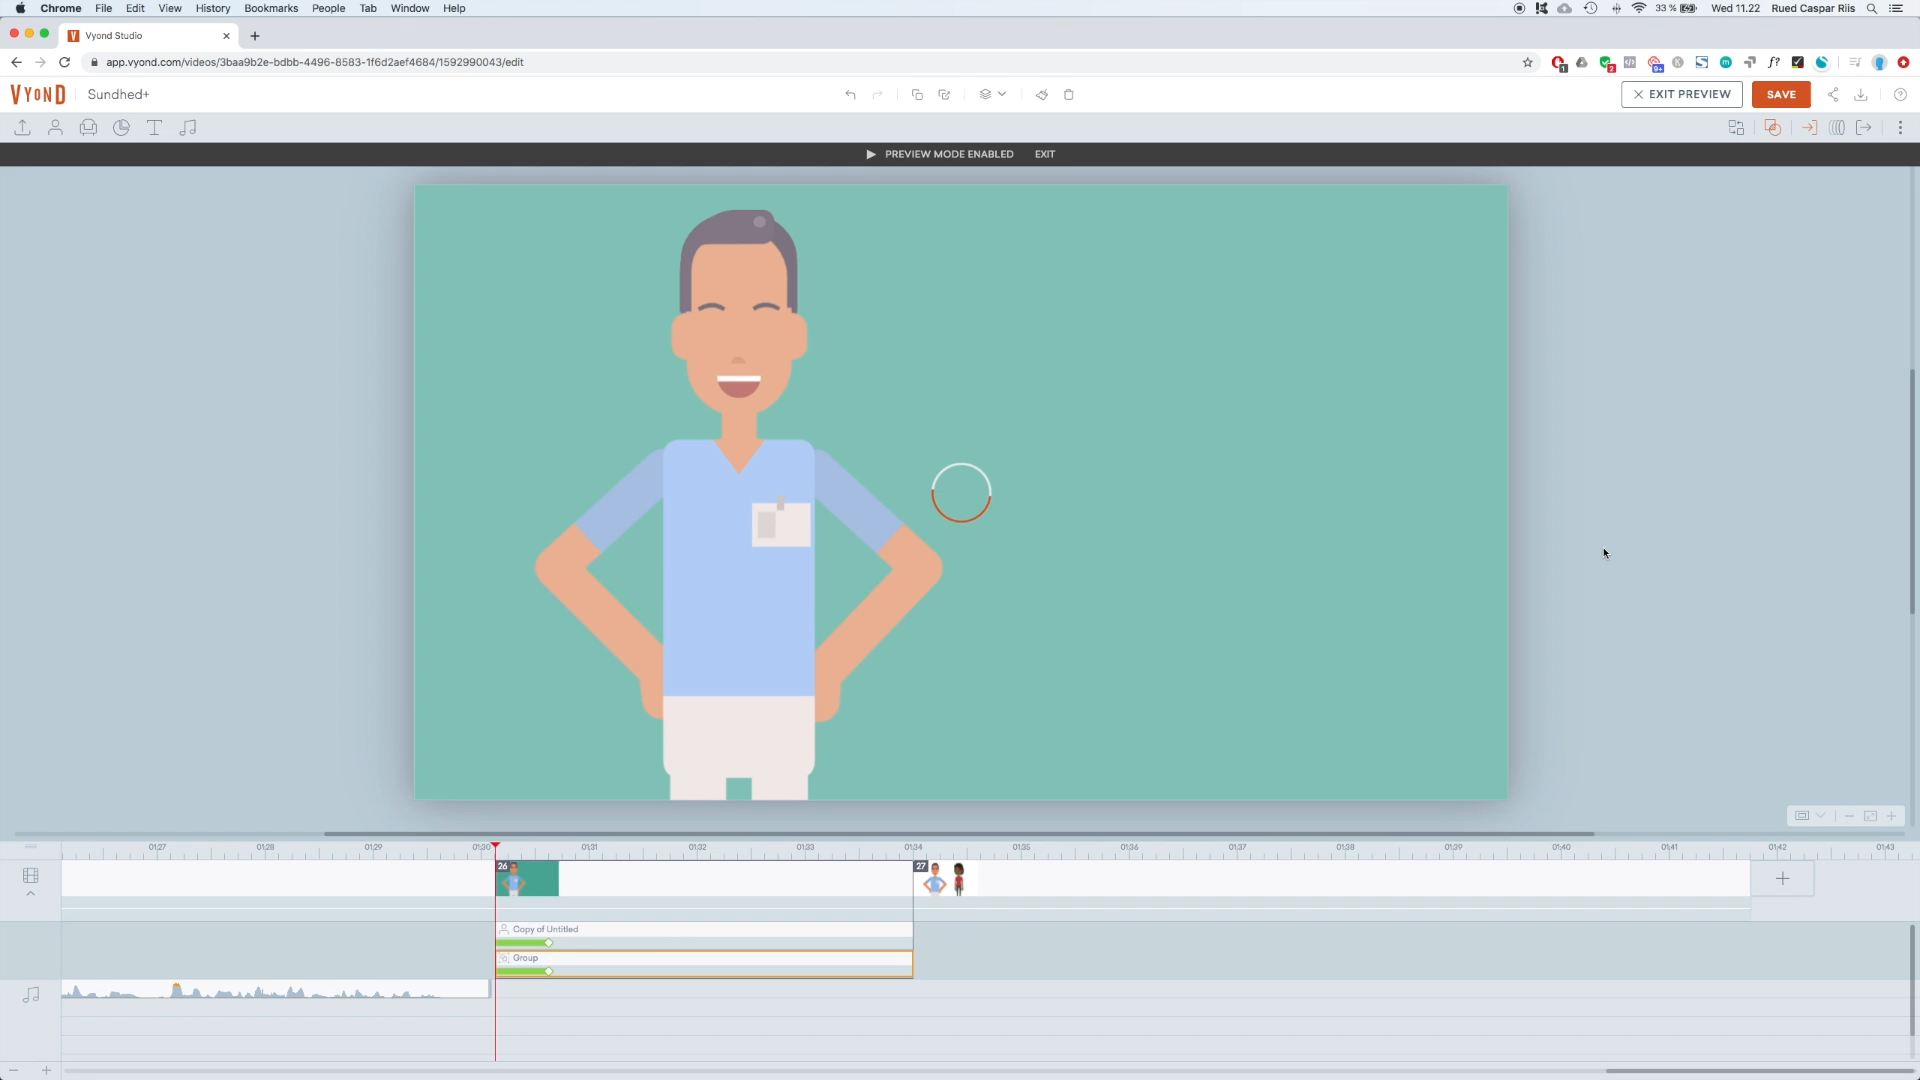 Chrome File Edit View History Bookmarks People Tab Window Help 33 % Wed 11.22 Rued Caspar Riis
Vyond Studio
app.vyond.com/videos/3baa9b2e-bdbb-4496-8583-1f6d2aef4684/1592990043/edit
VYOND Sundhed+ EXIT PREVIEW SAVE
PREVIEW MODE ENABLED EXIT
01:27 01:28 01:29 01:30 01:31 01:32 01:33 01:34 01:35 01:36 01:37 01:38 01:39 01:40 01:41 01:42 01:43
26 27
Copy of Untitled
Group